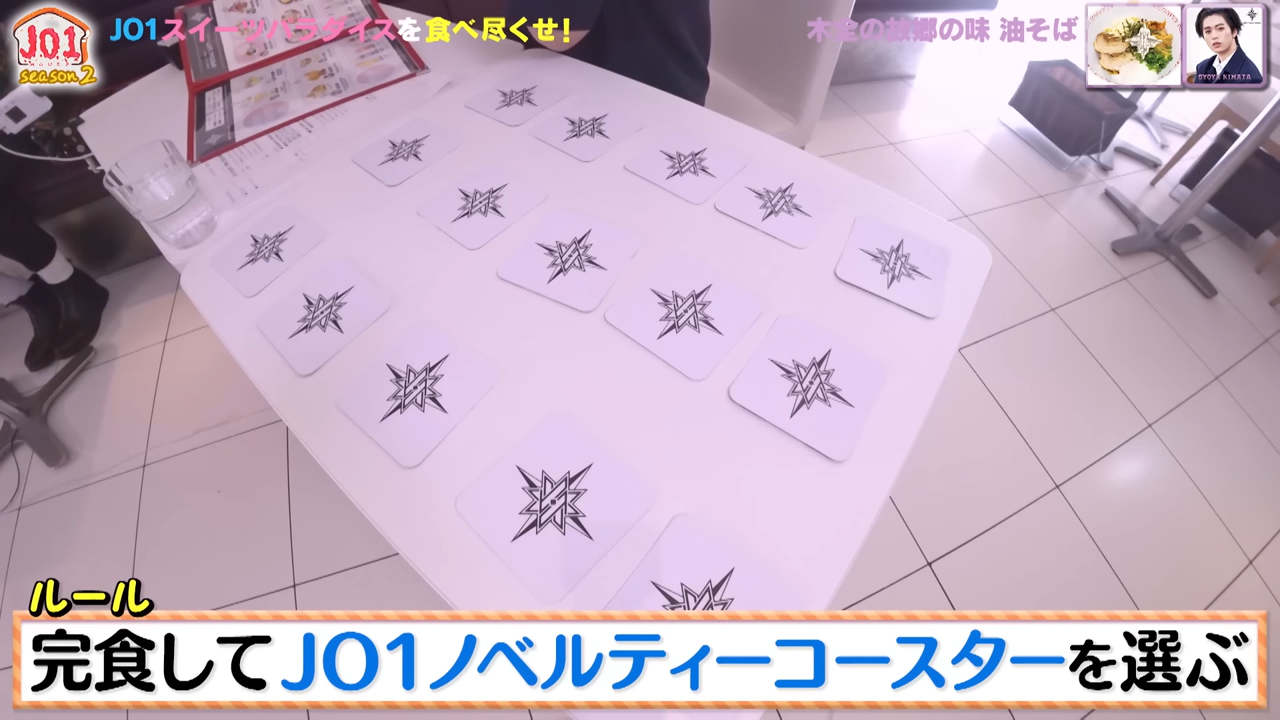 JO1
season2
JO1スイーツパラダイスを食べ尽くせ!
木全の故郷の味 油そば
SYOYA KIMATA
ルール
完食してJO1ノベルティーコースターを選ぶ